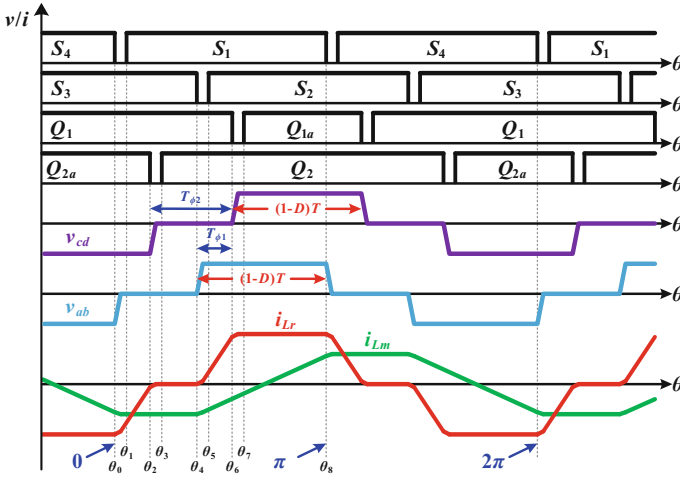 v/i
S4 S1 S4 S1 θ
S3 S2 S3 θ
Q1 Q1a Q1 θ
Q2a Q2 Q2a θ
Tϕ2 (1-D)T
vcd Tϕ1 θ
(1-D)T
vab θ
iLr iLm
θ
0 θ0 θ1 θ2 θ3 θ4 θ5 θ6 θ7 π θ8 2π